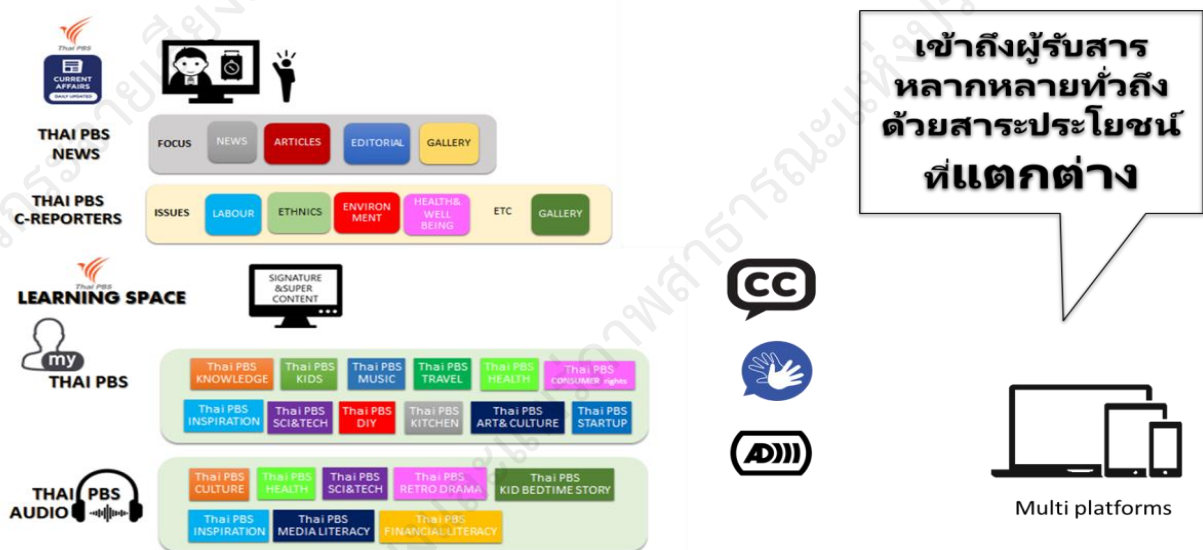 Thai PBS
CURRENT
AFFAIRS
DAILY UPDATES
THAI PBS
NEWS
FOCUS
NEWS
ARTICLES
EDITORIAL
GALLERY
THAI PBS
C-REPORTERS
ISSUES
LABOUR
ETHNICS
ENVIRON
MENT
HEALTH&
WELL
BEING
ETC
GALLERY
Thai PBS
LEARNING SPACE
SIGNATURE
&SUPER
CONTENT
my
THAI PBS
Thai PBS
KNOWLEDGE
Thai PBS
KIDS
Thai PBS
MUSIC
Thai PBS
TRAVEL
Thai PBS
HEALTH
Thai PBS
CONSUMER rights
Thai PBS
INSPIRATION
Thai PBS
SCI&TECH
Thai PBS
DIY
Thai PBS
KITCHEN
Thai PBS
ART& CULTURE
Thai PBS
STARTUP
THAI PBS
AUDIO
Thai PBS
CULTURE
Thai PBS
HEALTH
Thai PBS
SCI&TECH
Thai PBS
RETRO DRAMA
Thai PBS
KID BEDTIME STORY
Thai PBS
INSPIRATION
Thai PBS
MEDIA LITERACY
Thai PBS
FINANCIAL LITERACY
CC
AD
เข้าถึงผู้รับสาร
หลากหลายทั่วถึง
ด้วยสาระประโยชน์
ที่แตกต่าง
Multi platforms